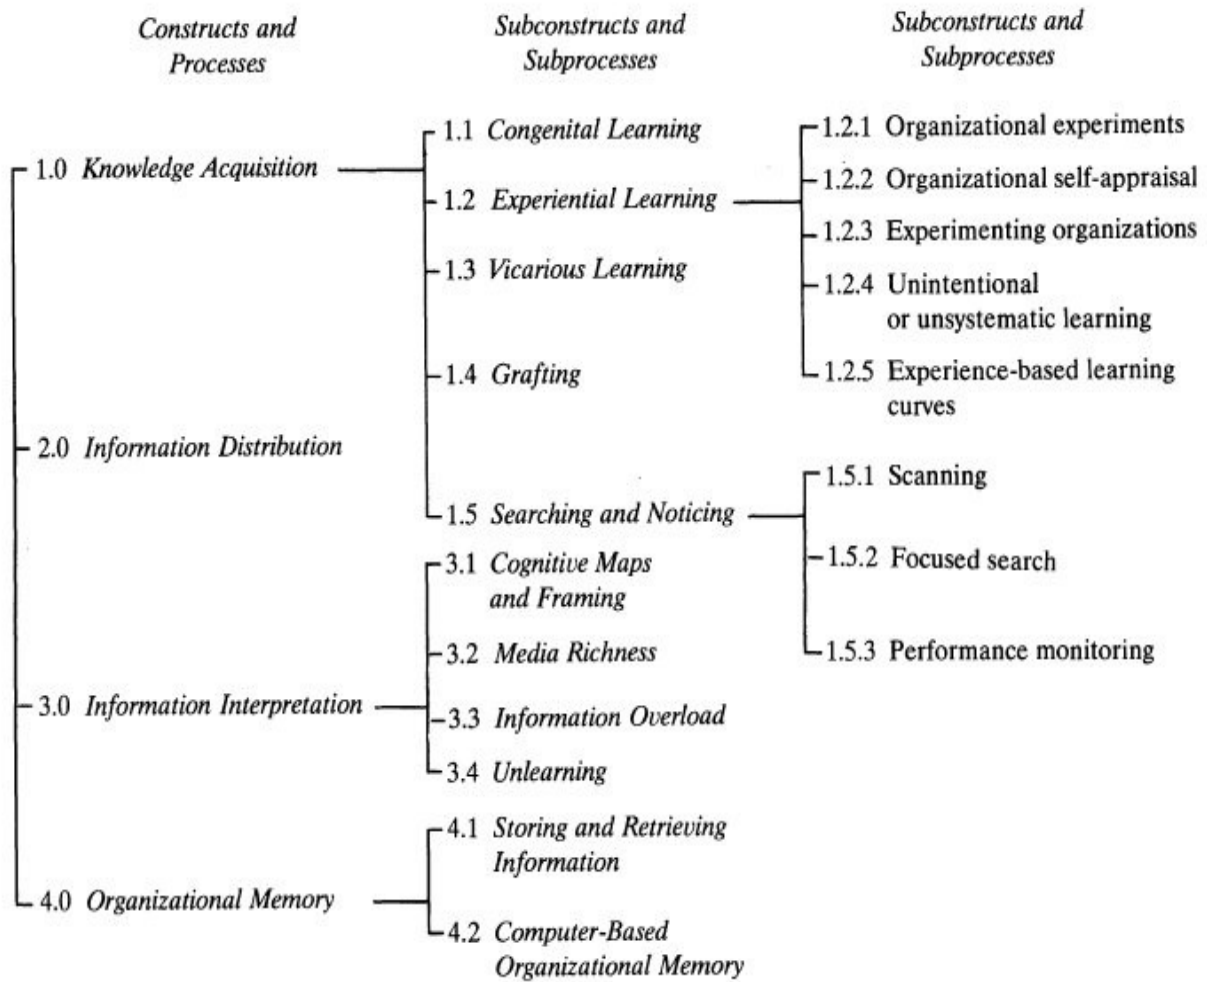 Constructs and
Processes
Subconstructs and
Subprocesses
Subconstructs and
Subprocesses
1.0 Knowledge Acquisition
1.1 Congenital Learning
1.2 Experiential Learning
1.2.1 Organizational experiments
1.2.2 Organizational self-appraisal
1.2.3 Experimenting organizations
1.2.4 Unintentional
or unsystematic learning
1.2.5 Experience-based learning
curves
1.3 Vicarious Learning
1.4 Grafting
1.5 Searching and Noticing
1.5.1 Scanning
1.5.2 Focused search
1.5.3 Performance monitoring
2.0 Information Distribution
3.0 Information Interpretation
3.1 Cognitive Maps
and Framing
3.2 Media Richness
3.3 Information Overload
3.4 Unlearning
4.0 Organizational Memory
4.1 Storing and Retrieving
Information
4.2 Computer-Based
Organizational Memory